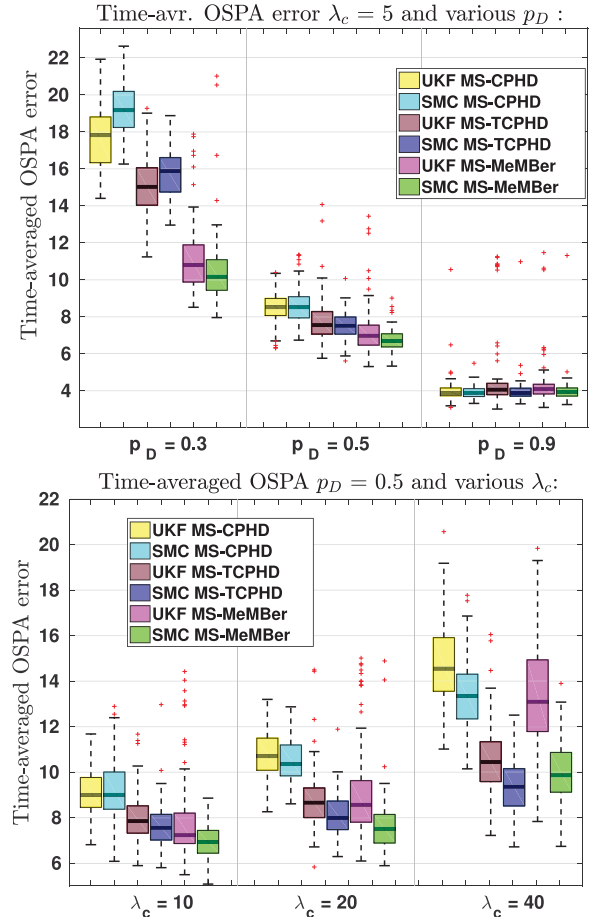 Time-avr. OSPA error λc = 5 and various pD :
22
20
18
16
14
12
10
8
6
4
Time-averaged OSPA error
UKF MS-CPHD
SMC MS-CPHD
UKF MS-TCPHD
SMC MS-TCPHD
UKF MS-MeMBer
SMC MS-MeMBer
p D = 0.3 p D = 0.5 p D = 0.9
Time-averaged OSPA pD = 0.5 and various λc:
22
20
18
16
14
12
10
8
6
Time-averaged OSPA error
UKF MS-CPHD
SMC MS-CPHD
UKF MS-TCPHD
SMC MS-TCPHD
UKF MS-MeMBer
SMC MS-MeMBer
λc = 10 λc = 20 λc = 40